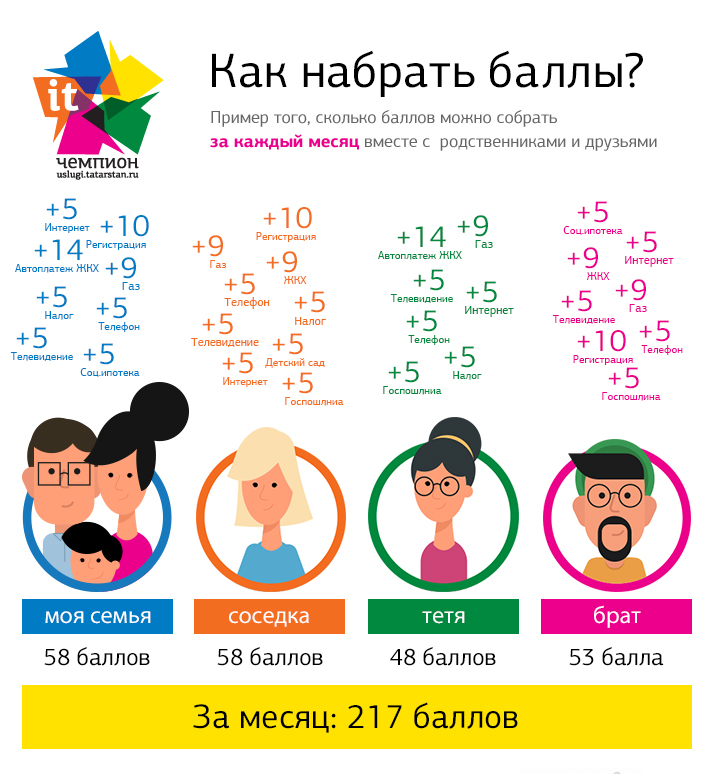 Как набрать баллы?
Пример того, сколько баллов можно собрать
за каждый месяц вместе с родственниками и друзьями
it
чемпион
uslugi.tatarstan.ru
+5
Интернет
+10
Регистрация
+14
Автоплатеж ЖКХ
+9
Газ
+5
Налог
+5
Телефон
+5
Телевидение
+5
Соц.ипотека
+10
Регистрация
+9
Газ
+9
ЖКХ
+5
Телефон
+5
Налог
+5
Телевидение
+5
Детский сад
+5
Интернет
+5
Госпошлниа
+9
Газ
+14
Автоплатеж ЖКХ
+5
Телевидение
+5
Интернет
+5
Телефон
+5
Налог
+5
Госпошлниа
+5
Соц.ипотека
+5
Интернет
+9
ЖКХ
+9
Газ
+5
Телевидение
+5
Телефон
+10
Регистрация
+5
Госпошлина
моя семья
соседка
тетя
брат
58 баллов
58 баллов
48 баллов
53 балла
За месяц: 217 баллов